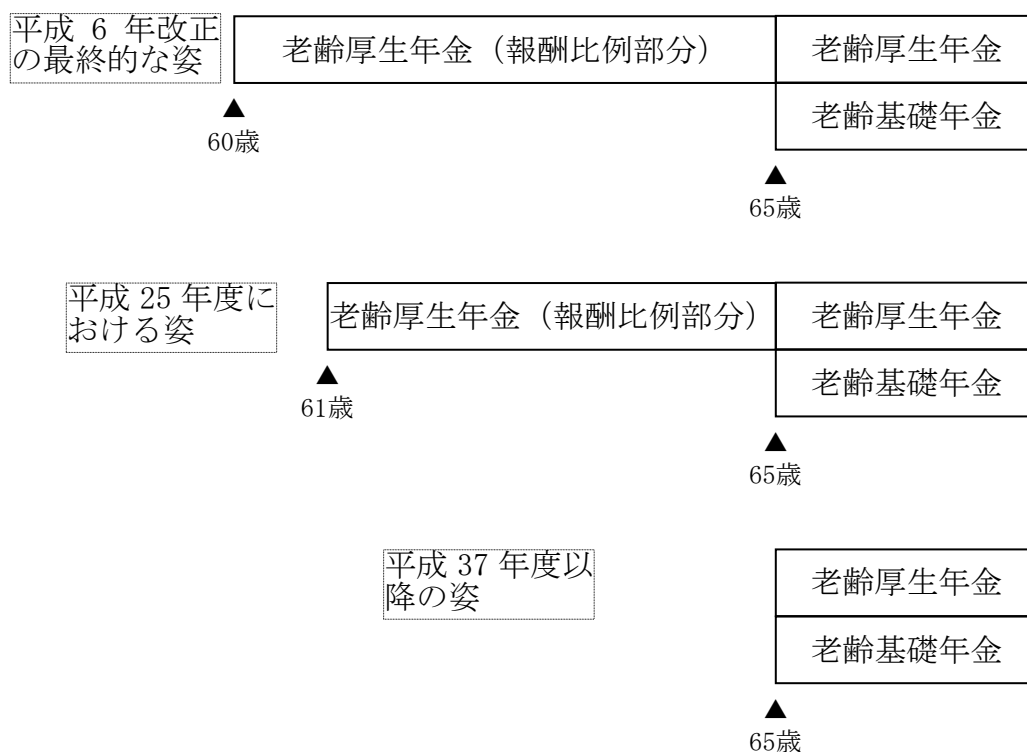 平成 6 年改正
の最終的な姿
老齢厚生年金（報酬比例部分）
老齢厚生年金
老齢基礎年金
▲
60歳
▲
65歳
平成 25 年度に
おける姿
老齢厚生年金（報酬比例部分）
老齢厚生年金
老齢基礎年金
▲
61歳
▲
65歳
平成 37 年度以
降の姿
老齢厚生年金
老齢基礎年金
▲
65歳